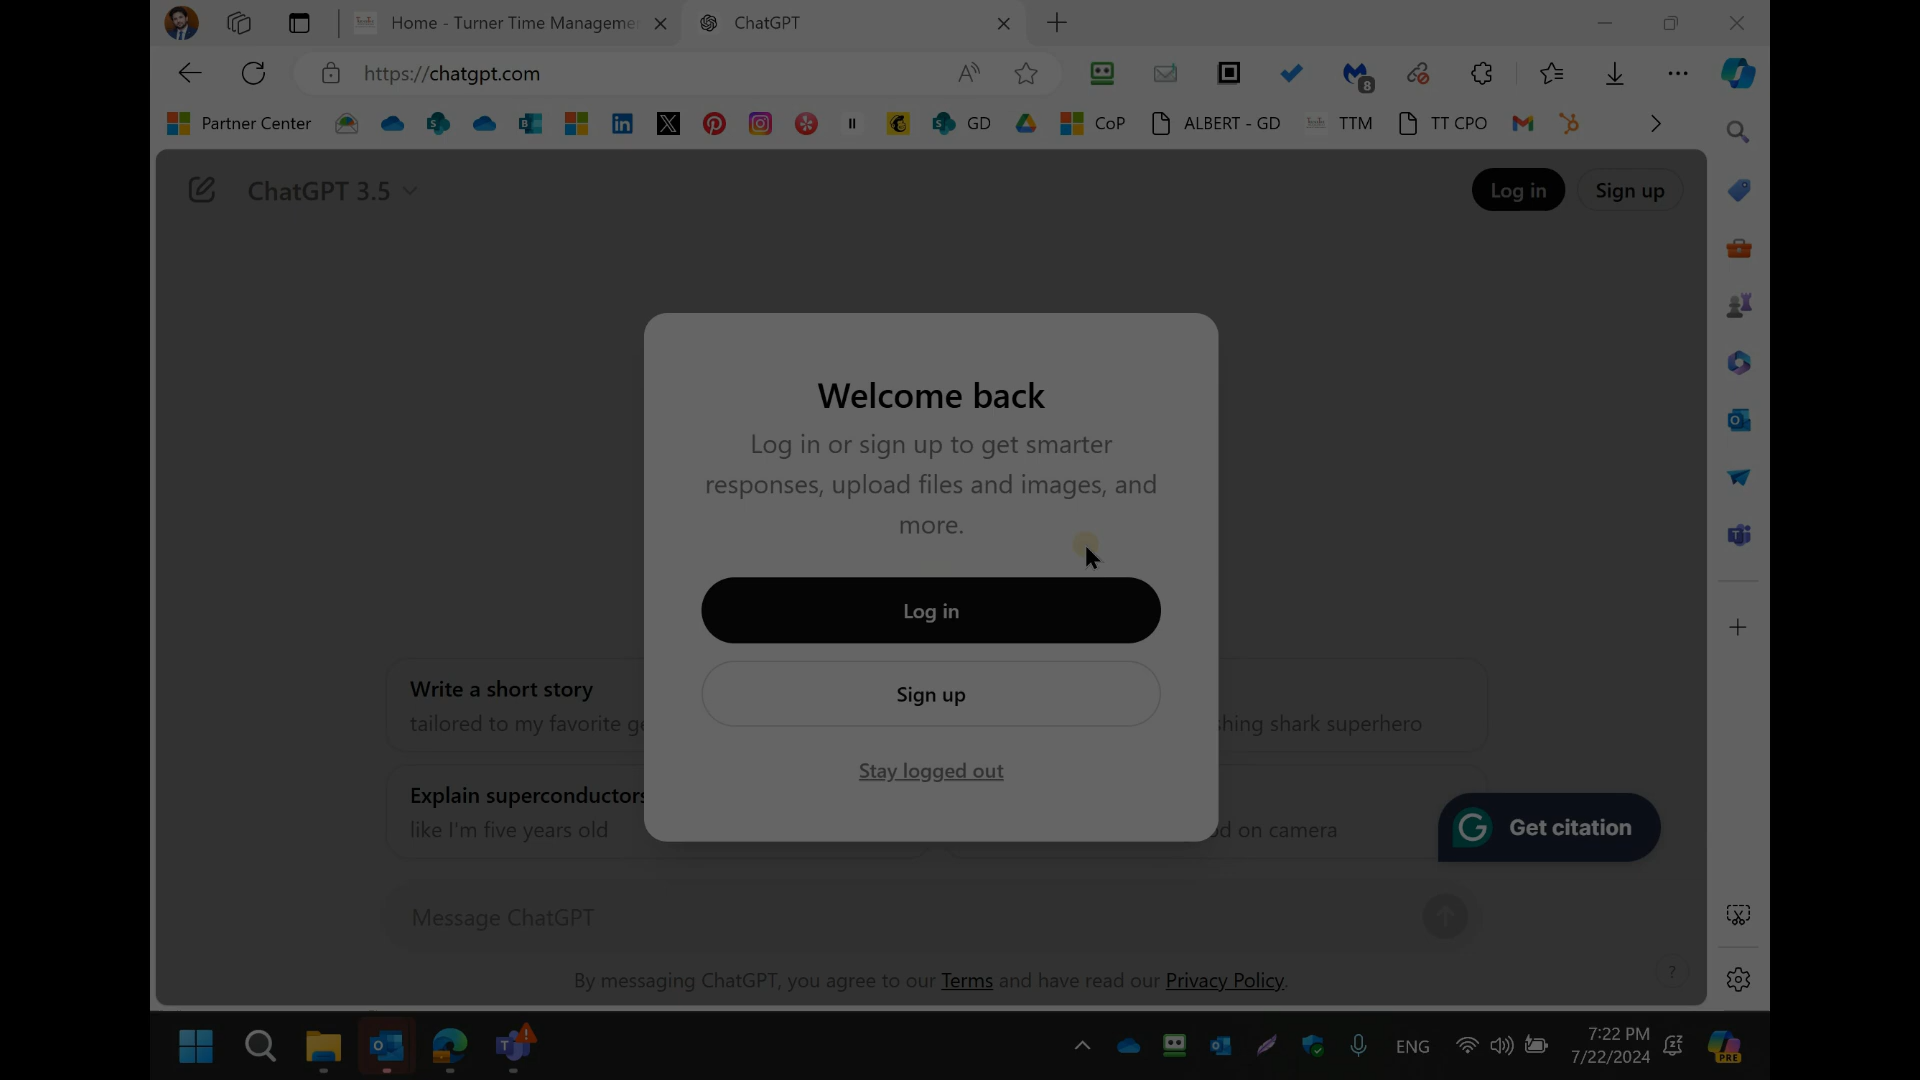 Home - Turner Time Manageme
ChatGPT
https://chatgpt.com
8
Partner Center
GD
CoP
ALBERT - GD
TTM
TT CPO
ChatGPT 3.5
Log in
Sign up
Welcome back
Log in or sign up to get smarter
responses, upload files and images, and
more.
Log in
Sign up
Stay logged out
Write a short story
tailored to my favorite ge
hing shark superhero
Explain superconductors
like I'm five years old
d on camera
Get citation
Message ChatGPT
By messaging ChatGPT, you agree to our Terms and have read our Privacy Policy.
?
ENG
7:22 PM
7/22/2024
PRE